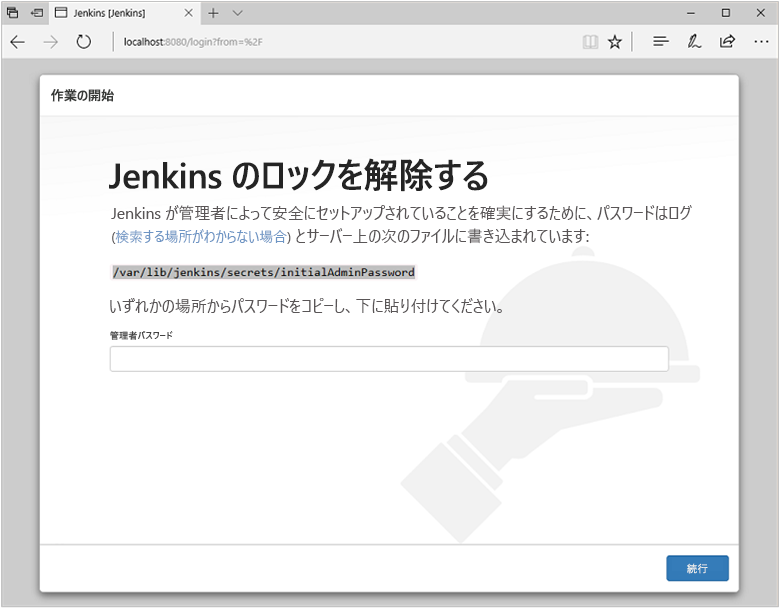 Jenkins [Jenkins]
localhost:8080/login?from=%2F
作業の開始
Jenkins のロックを解除する
Jenkins が管理者によって安全にセットアップされていることを確実にするために、パスワードはログ
(検索する場所がわからない場合) とサーバー上の次のファイルに書き込まれています:
/var/lib/jenkins/secrets/initialAdminPassword
いずれかの場所からパスワードをコピーし、下に貼り付けてください。
管理者パスワード
続行